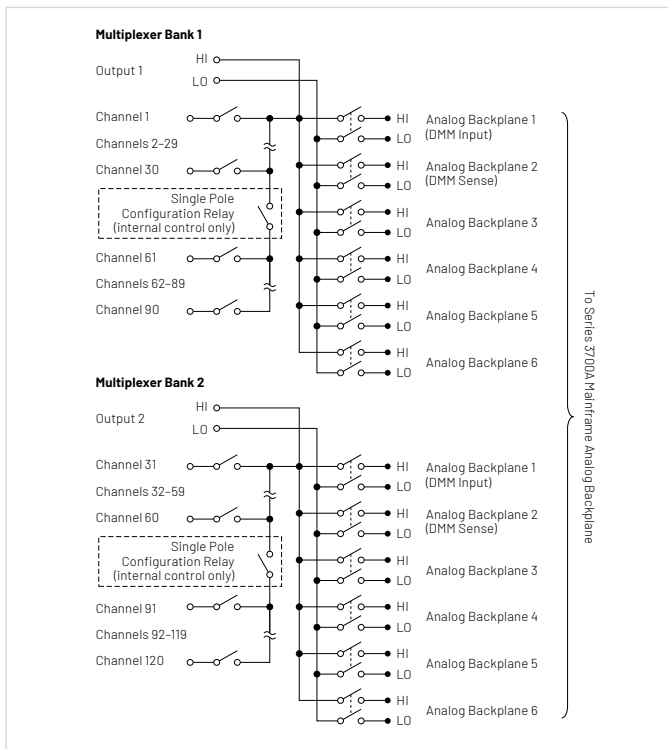 Multiplexer Bank 1
Output 1
HI
LO
Channel 1
Channels 2–29
Channel 30
Single Pole
Configuration Relay
(internal control only)
Channel 61
Channels 62–89
Channel 90
HI
LO
Analog Backplane 1
(DMM Input)
HI
LO
Analog Backplane 2
(DMM Sense)
HI
LO
Analog Backplane 3
HI
LO
Analog Backplane 4
HI
LO
Analog Backplane 5
HI
LO
Analog Backplane 6
Multiplexer Bank 2
Output 2
HI
LO
Channel 31
Channels 32–59
Channel 60
Single Pole
Configuration Relay
(internal control only)
Channel 91
Channels 92–119
Channel 120
HI
LO
Analog Backplane 1
(DMM Input)
HI
LO
Analog Backplane 2
(DMM Sense)
HI
LO
Analog Backplane 3
HI
LO
Analog Backplane 4
HI
LO
Analog Backplane 5
HI
LO
Analog Backplane 6
To Series 3700A Mainframe Analog Backplane